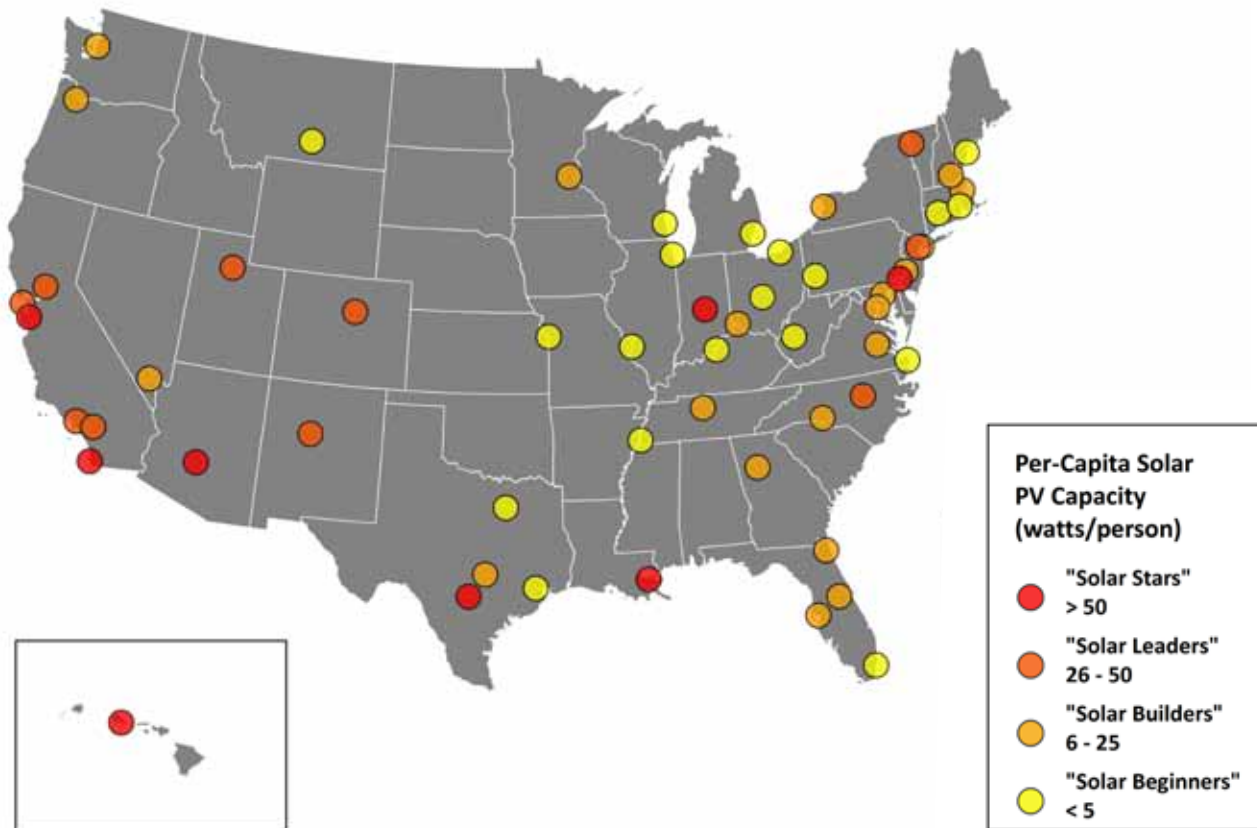 Per-Capita Solar
PV Capacity
(watts/person)
"Solar Stars"
> 50
"Solar Leaders"
26 - 50
"Solar Builders"
6 - 25
"Solar Beginners"
< 5